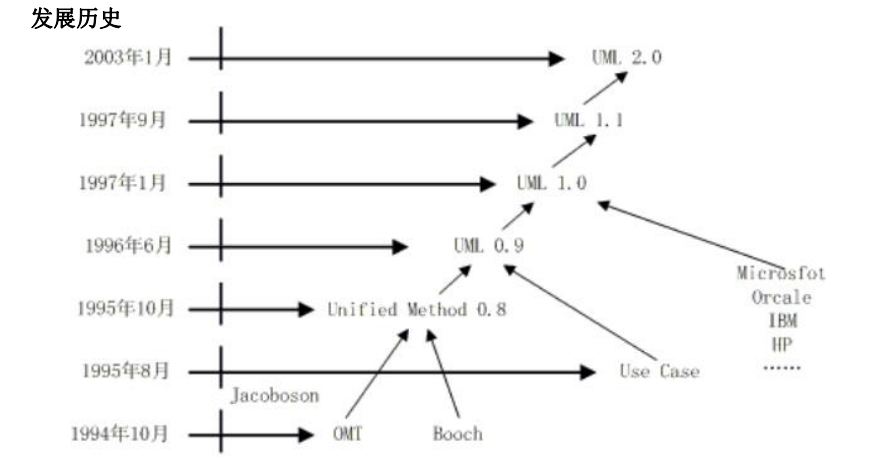 发展历史
2003年1月 UML 2.0
1997年9月 UML 1.1
1997年1月 UML 1.0
1996年6月 UML 0.9
Microsfot
Orcale
IBM
HP
......
1995年10月 Unified Method 0.8
1995年8月 Use Case
Jacoboson
1994年10月 OMT Booch